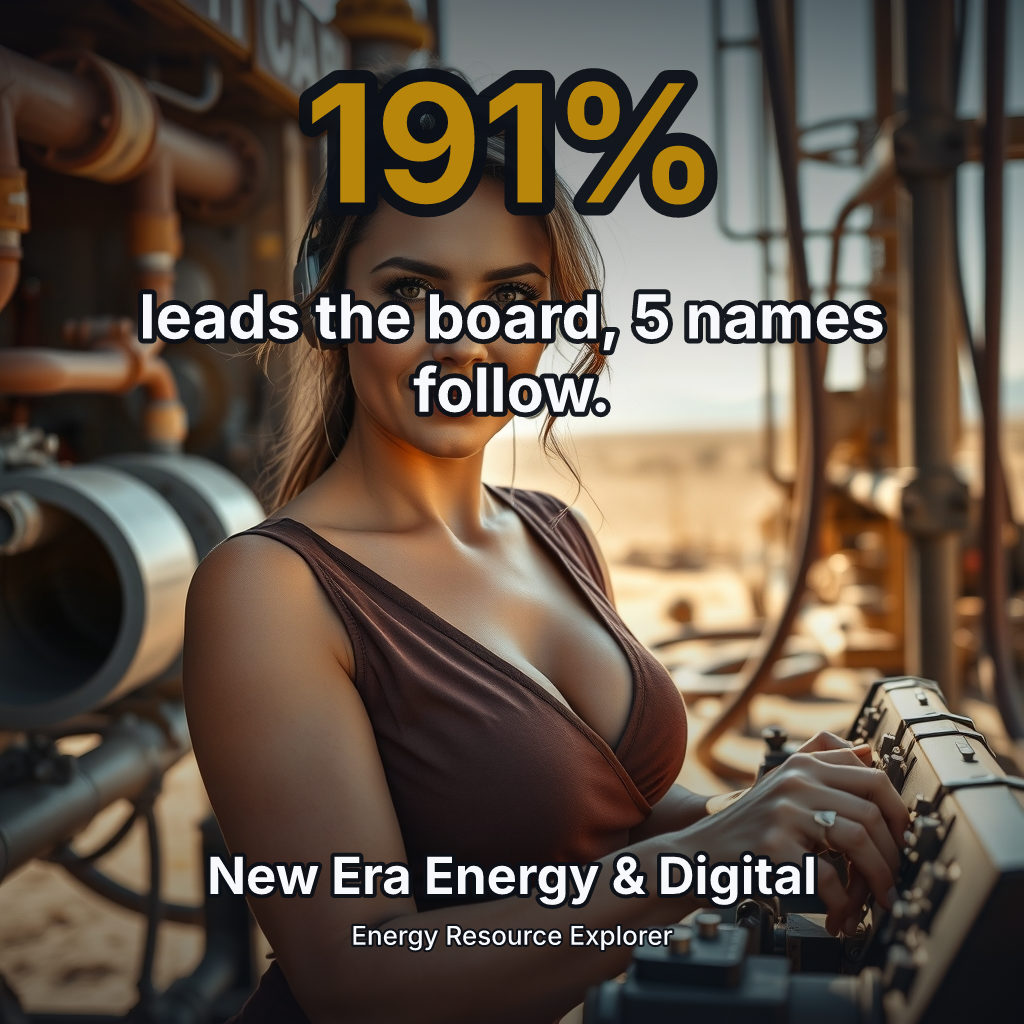 191%
leads the board, 5 names
follow.
New Era Energy & Digital
Energy Resource Explorer